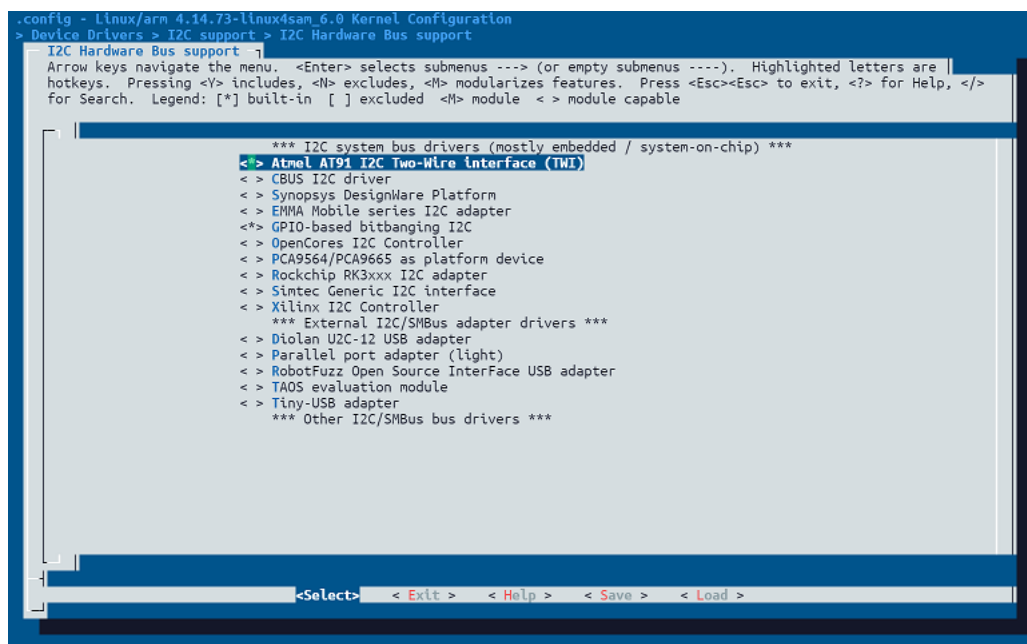 .config - Linux/arm 4.14.73-linux4sam_6.0 Kernel Configuration
> Device Drivers > I2C support > I2C Hardware Bus support
I2C Hardware Bus support
Arrow keys navigate the menu. <Enter> selects submenus ---> (or empty submenus ----). Highlighted letters are
hotkeys. Pressing <Y> includes, <N> excludes, <M> modularizes features. Press <Esc><Esc> to exit, <?> for Help, </>
for Search. Legend: [*] built-in [ ] excluded <M> module < > module capable
*** I2C system bus drivers (mostly embedded / system-on-chip) ***
<*> Atmel AT91 I2C Two-Wire interface (TWI)
< > CBUS I2C driver
< > Synopsys DesignWare Platform
< > EMMA Mobile series I2C adapter
<*> GPIO-based bitbanging I2C
< > OpenCores I2C Controller
< > PCA9564/PCA9665 as platform device
< > Rockchip RK3xxx I2C adapter
< > Simtec Generic I2C interface
< > Xilinx I2C Controller
*** External I2C/SMBus adapter drivers ***
< > Diolan U2C-12 USB adapter
< > Parallel port adapter (light)
< > RobotFuzz Open Source InterFace USB adapter
< > TAOS evaluation module
< > Tiny-USB adapter
*** Other I2C/SMBus bus drivers ***
<Select> < Exit > < Help > < Save > < Load >